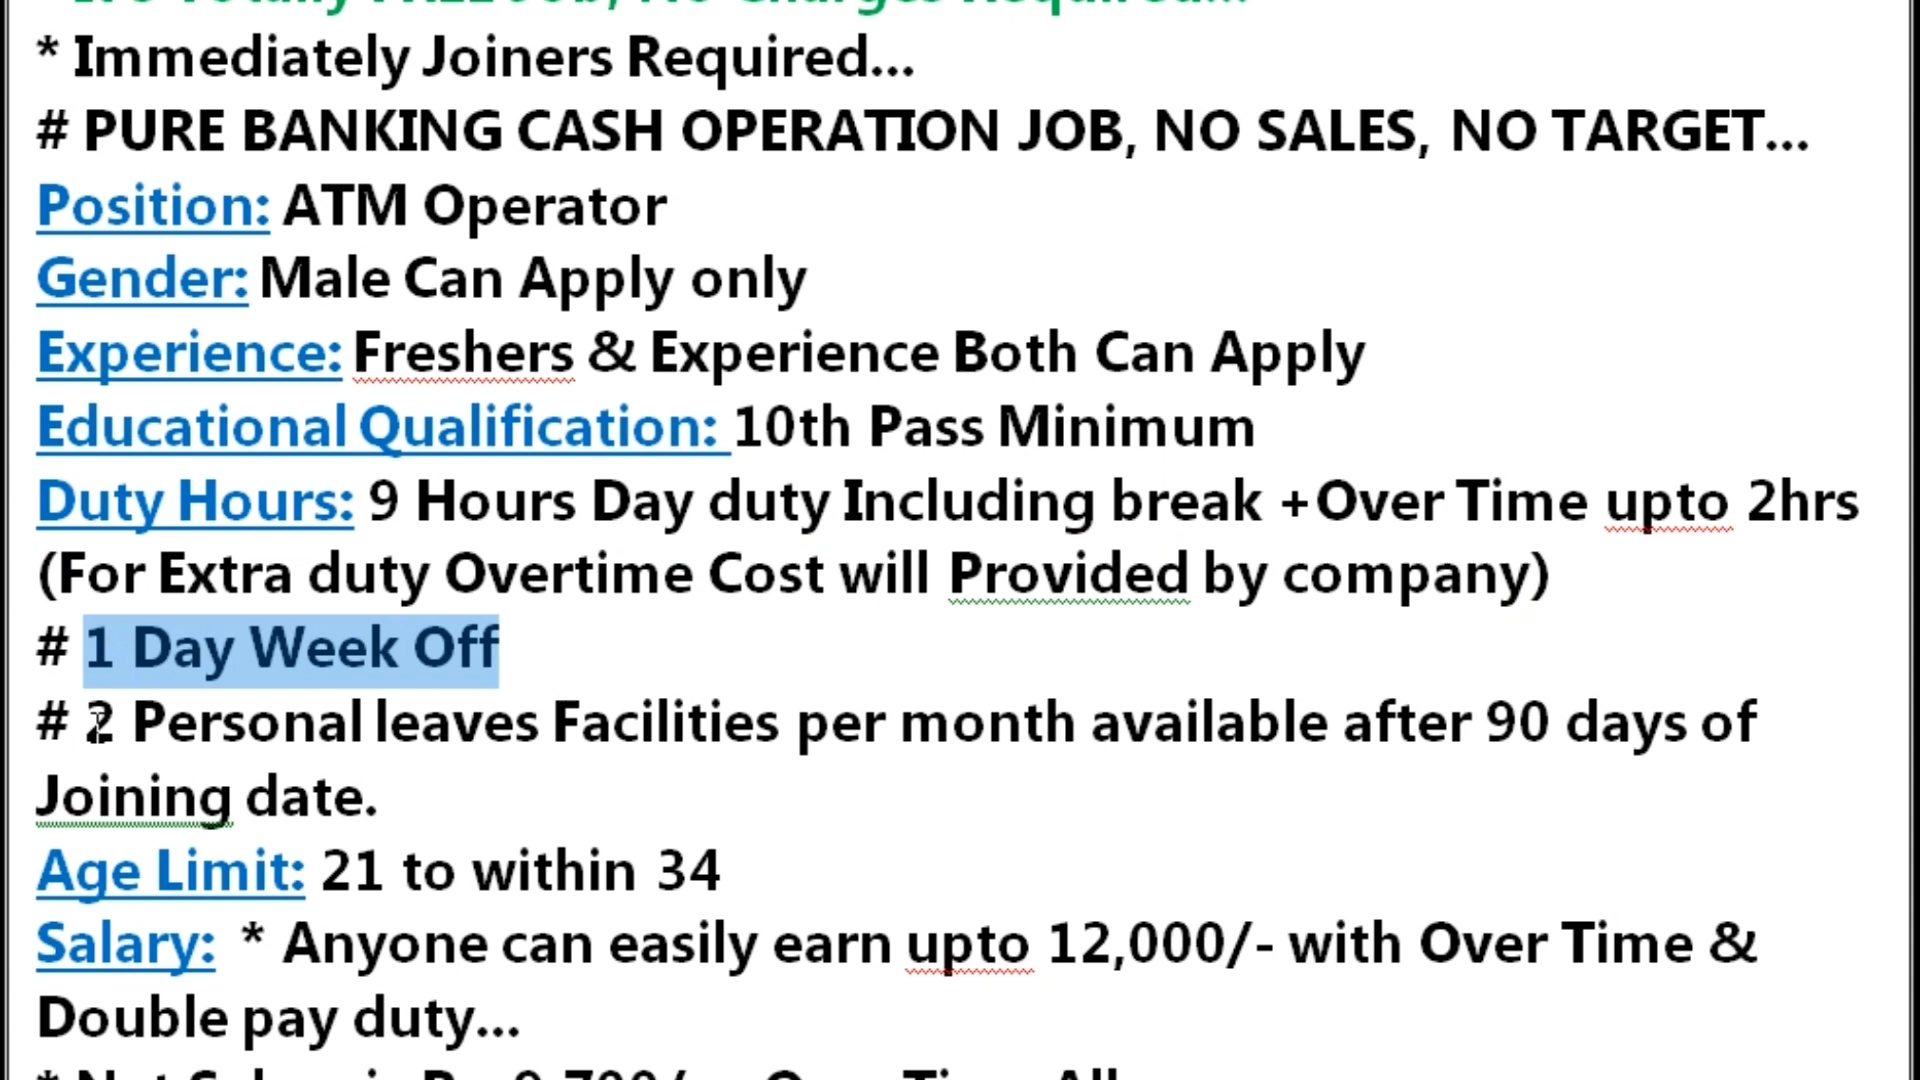 * Immediately Joiners Required...
# PURE BANKING CASH OPERATION JOB, NO SALES, NO TARGET...
Position: ATM Operator
Gender: Male Can Apply only
Experience: Freshers & Experience Both Can Apply
Educational Qualification: 10th Pass Minimum
Duty Hours: 9 Hours Day duty Including break +Over Time upto 2hrs
(For Extra duty Overtime Cost will Provided by company)
# 1 Day Week Off
# 2 Personal leaves Facilities per month available after 90 days of
Joining date.
Age Limit: 21 to within 34
Salary: * Anyone can easily earn upto 12,000/- with Over Time &
Double pay duty...